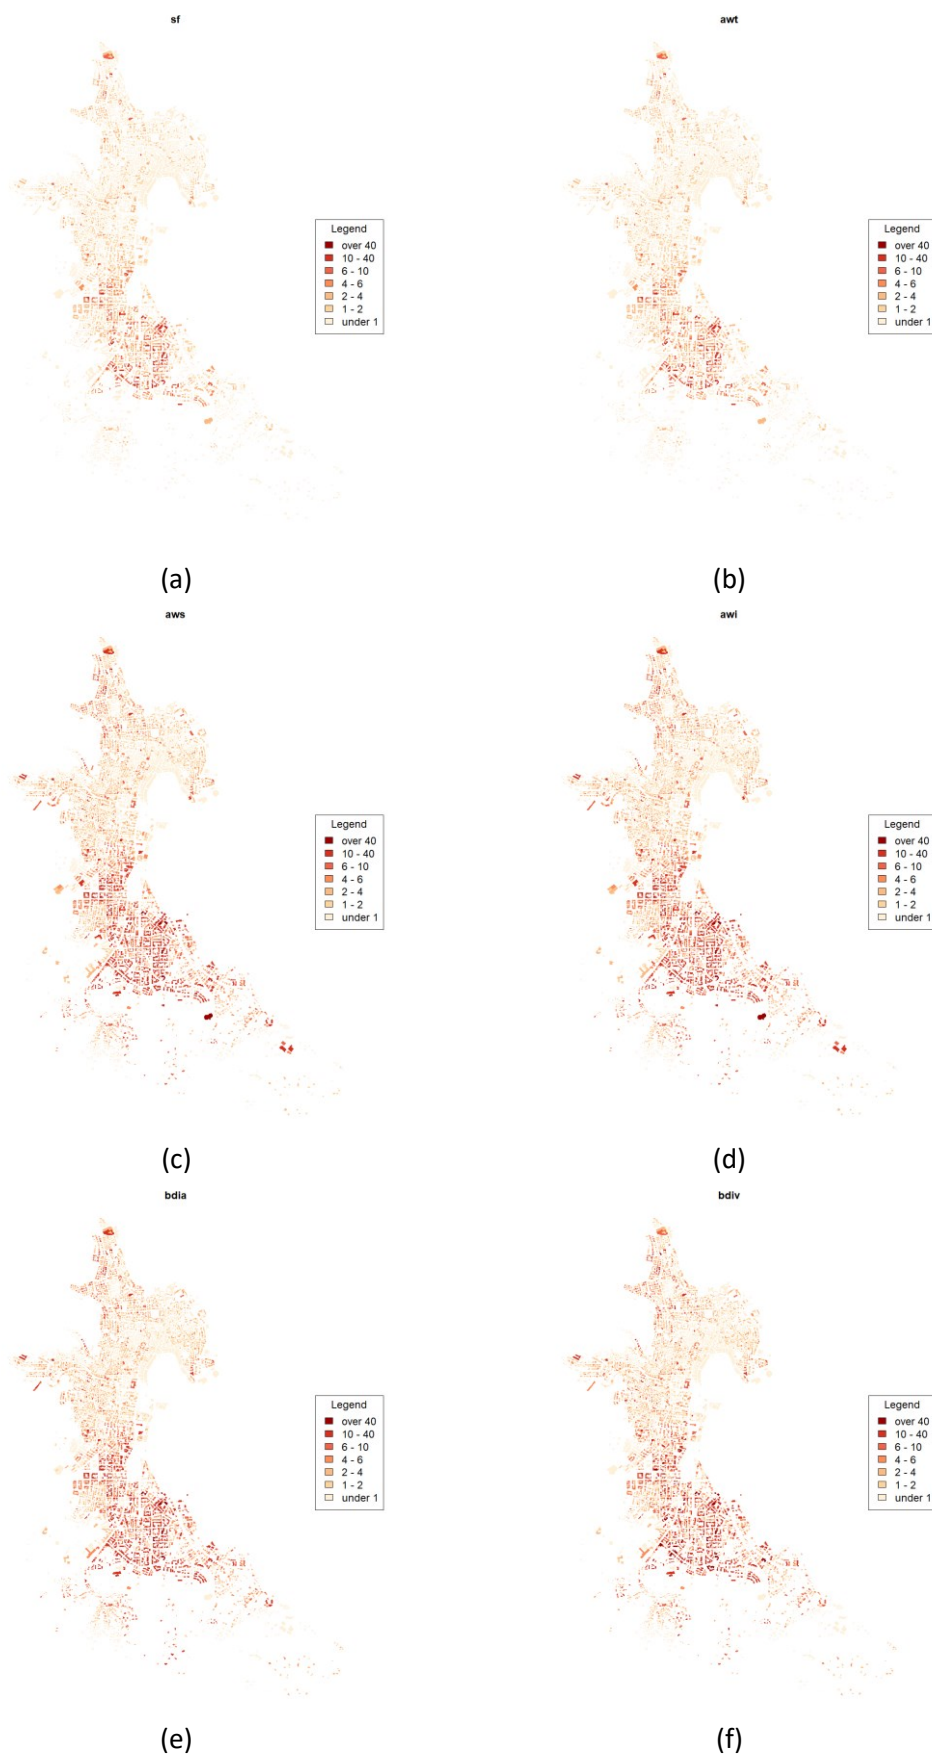 sf
awt
Legend
over 40
10 - 40
6 - 10
4 - 6
2 - 4
1 - 2
under 1
Legend
over 40
10 - 40
6 - 10
4 - 6
2 - 4
1 - 2
under 1
(a)
(b)
aws
awi
Legend
over 40
10 - 40
6 - 10
4 - 6
2 - 4
1 - 2
under 1
Legend
over 40
10 - 40
6 - 10
4 - 6
2 - 4
1 - 2
under 1
(c)
(d)
bdia
bdiv
Legend
over 40
10 - 40
6 - 10
4 - 6
2 - 4
1 - 2
under 1
Legend
over 40
10 - 40
6 - 10
4 - 6
2 - 4
1 - 2
under 1
(e)
(f)